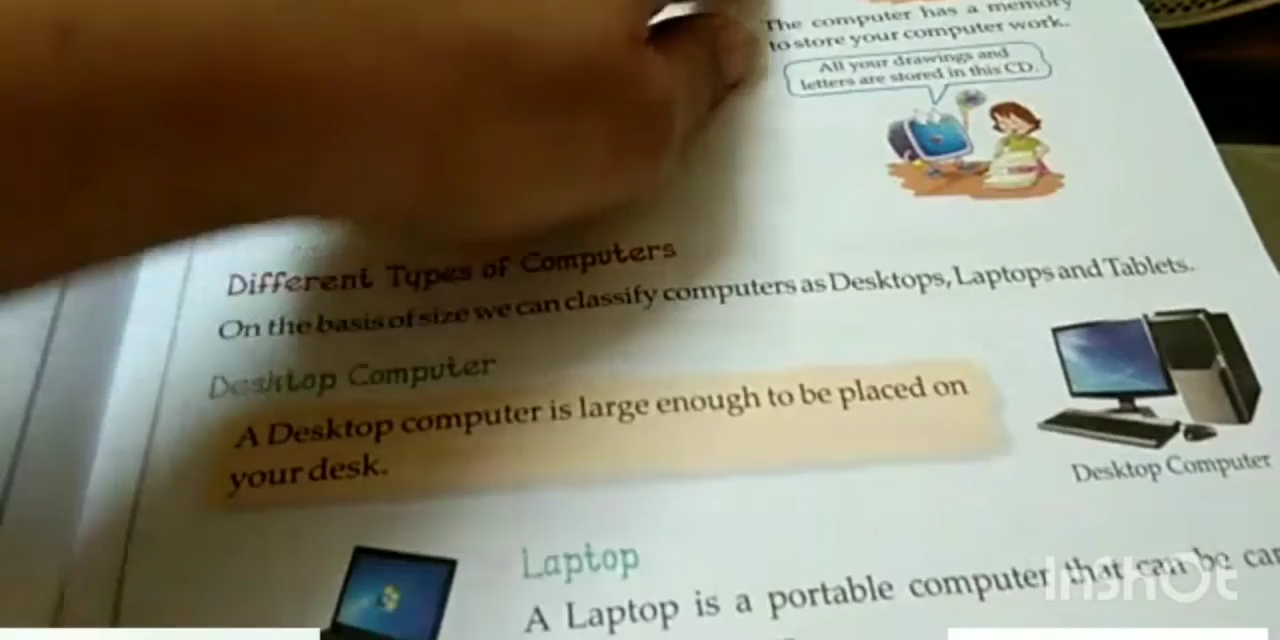 The computer has a memory
to store your computer work.
All your drawings and
letters are stored in this CD.
Different Types of Computers
On the basis of size we can classify computers as Desktops, Laptops and Tablets.
Desktop Computer
A Desktop computer is large enough to be placed on
your desk.
Desktop Computer
Laptop
A Laptop is a portable computer that can be
InShOt